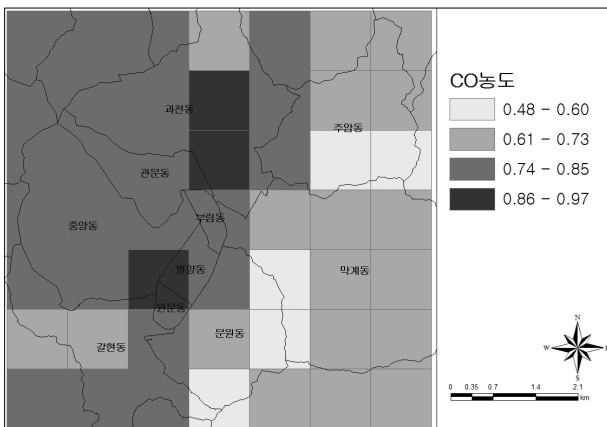 CO농도
0.48 - 0.60
0.61 - 0.73
0.74 - 0.85
0.86 - 0.97
과천동
주암동
관문동
부림동
중앙동
별양동
막계동
원문동
문원동
갈현동
N
W E
S
0 0.35 0.7 1.4 2.1
km